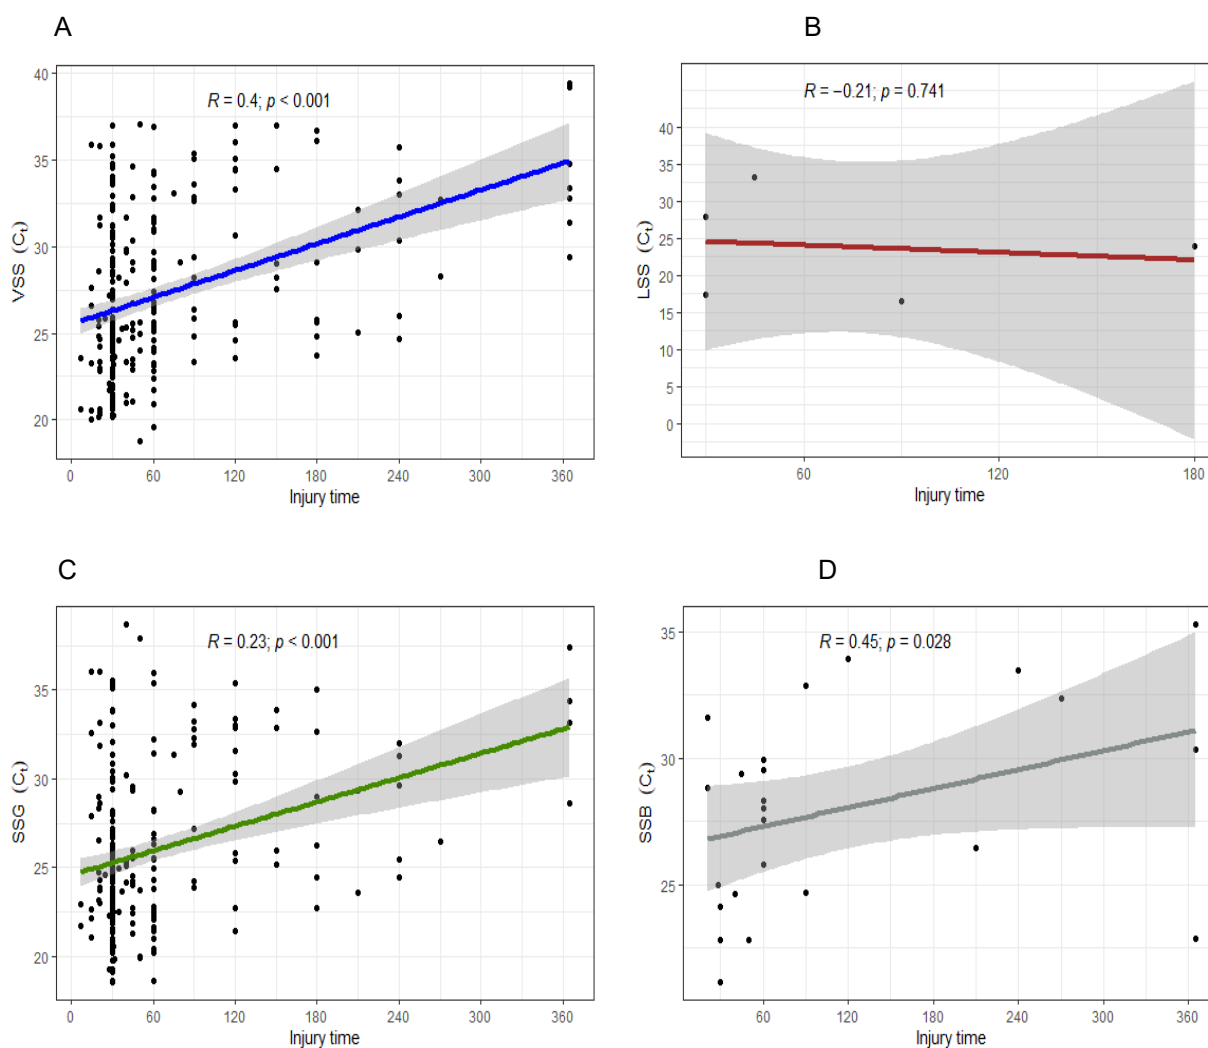 A
R = 0.4; p < 0.001
VSS (Ct)
40
35
30
25
20
0 60 120 180 240 300 360
Injury time
B
R = −0.21; p = 0.741
LSS (Ct)
40
35
30
25
20
15
10
5
0
60 120 180
Injury time
C
R = 0.23; p < 0.001
SSG (Ct)
35
30
25
20
0 60 120 180 240 300 360
Injury time
D
R = 0.45; p = 0.028
SSB (Ct)
35
30
25
60 120 180 240 300 360
Injury time